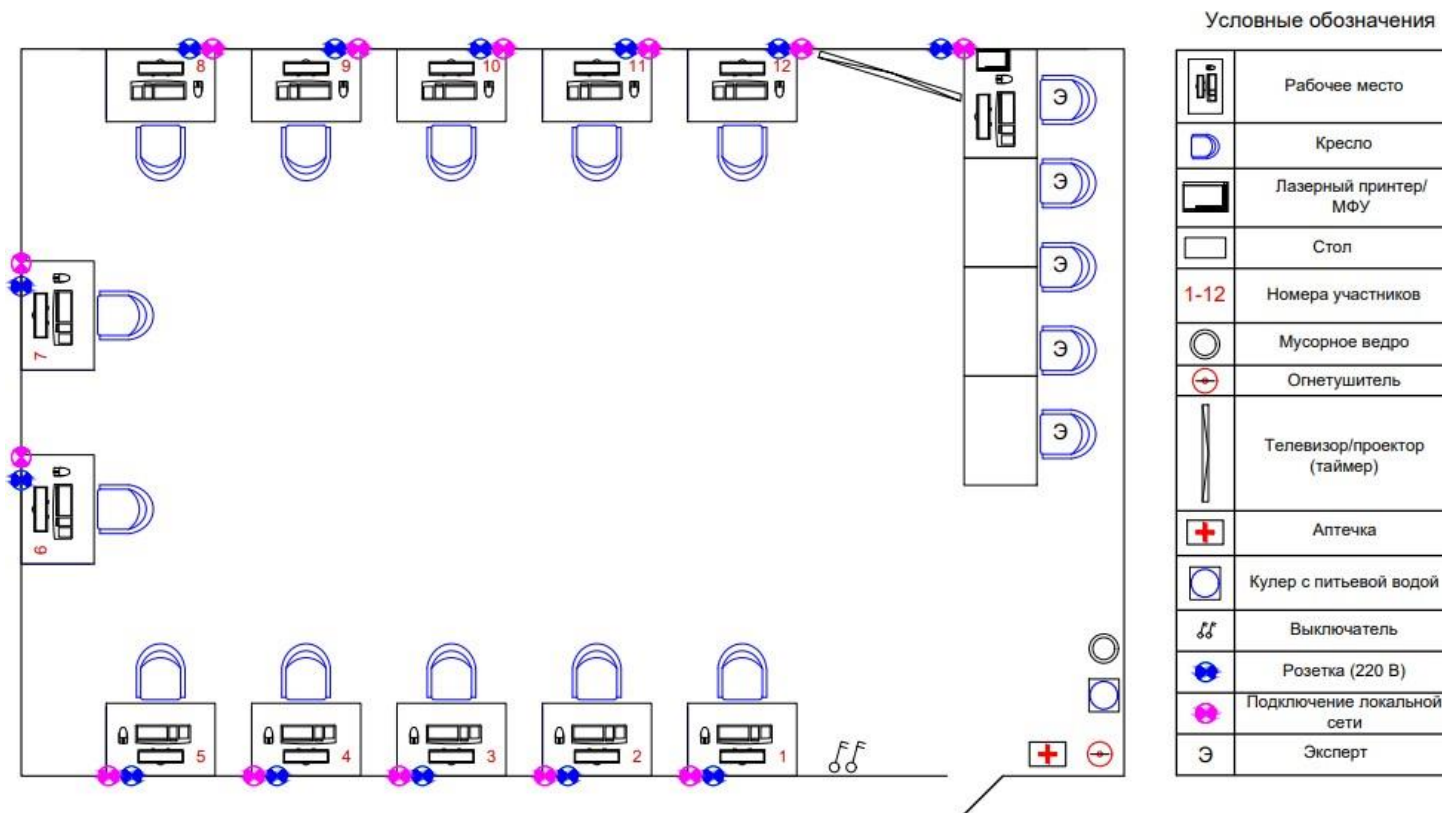 Условные обозначения
8
9
10
11
12
Э
Э
Э
Э
Э
7
6
5
4
3
2
1
Рабочее место
Кресло
Лазерный принтер/
МФУ
Стол
1-12 Номера участников
Мусорное ведро
Огнетушитель
Телевизор/проектор
(таймер)
Аптечка
Кулер с питьевой водой
Выключатель
Розетка (220 В)
Подключение локальной
сети
Э Эксперт